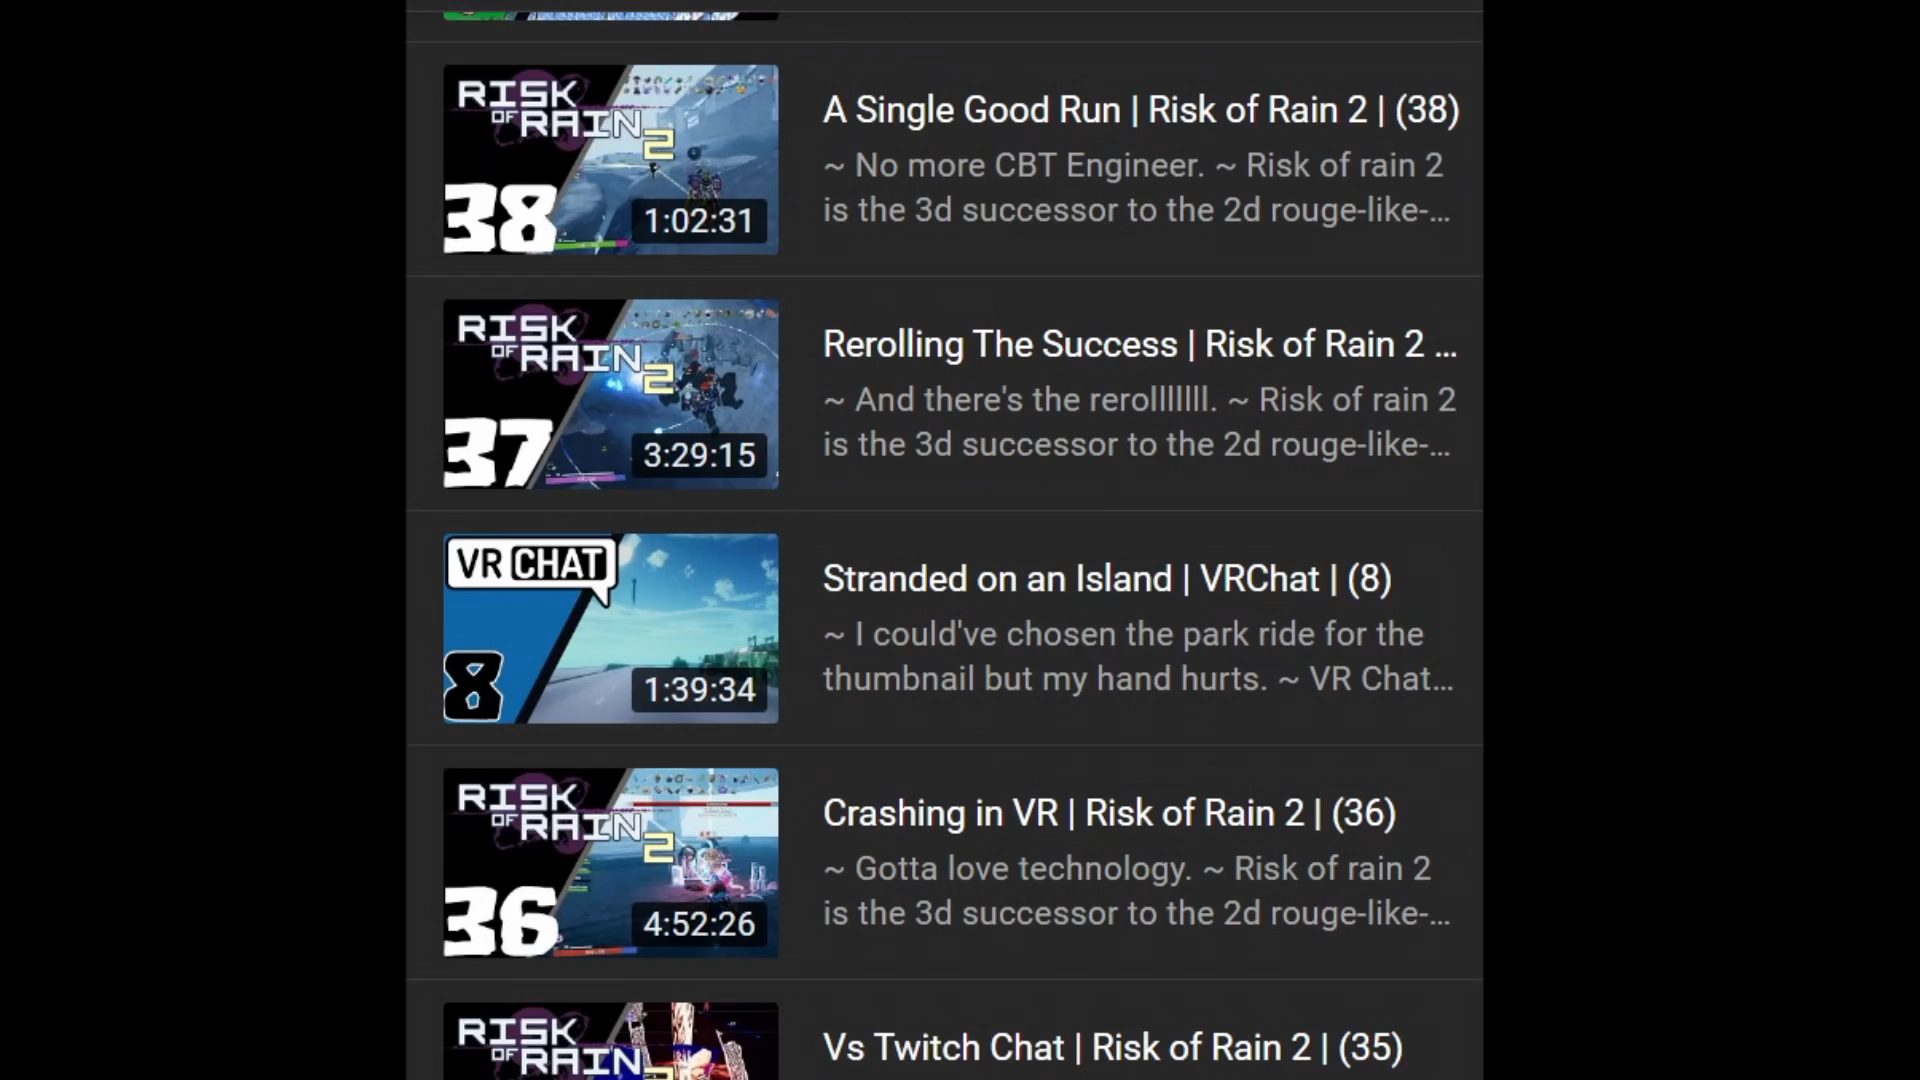 RISK
OF RAIN 2
38
1:02:31
A Single Good Run | Risk of Rain 2 | (38)
~ No more CBT Engineer. ~ Risk of rain 2
is the 3d successor to the 2d rouge-like-...
RISK
OF RAIN 2
37
3:29:15
Rerolling The Success | Risk of Rain 2 ...
~ And there's the rerolllllll. ~ Risk of rain 2
is the 3d successor to the 2d rouge-like-...
VR CHAT
8
1:39:34
Stranded on an Island | VRChat | (8)
~ I could've chosen the park ride for the
thumbnail but my hand hurts. ~ VR Chat...
RISK
OF RAIN 2
36
4:52:26
Crashing in VR | Risk of Rain 2 | (36)
~ Gotta love technology. ~ Risk of rain 2
is the 3d successor to the 2d rouge-like-...
RISK
OF RAIN
Vs Twitch Chat | Risk of Rain 2 | (35)